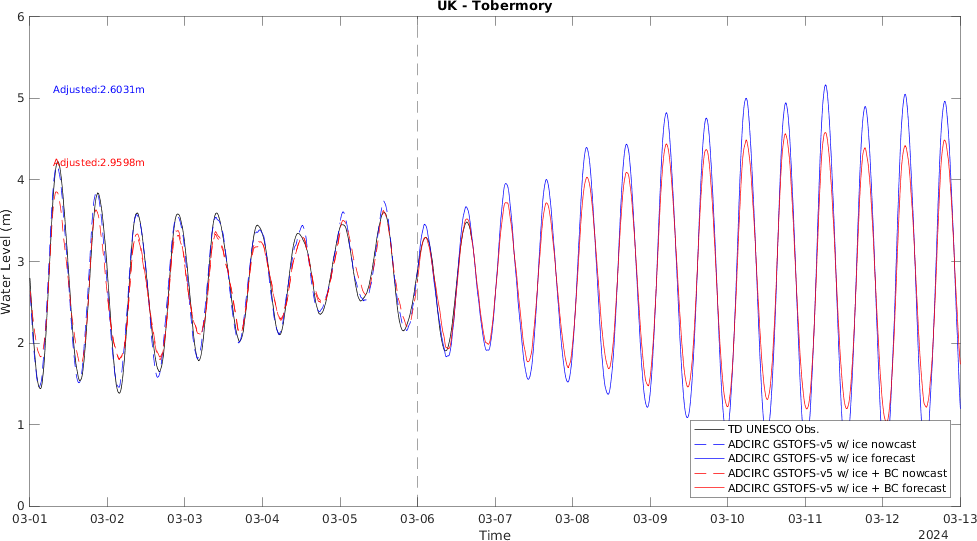 UK - Tobermory
6
5
4
3
2
1
0
Water Level (m)
Adjusted:2.6031m
Adjusted:2.9598m
TD UNESCO Obs.
ADCIRC GSTOFS-v5 w/ ice nowcast
ADCIRC GSTOFS-v5 w/ ice forecast
ADCIRC GSTOFS-v5 w/ ice + BC nowcast
ADCIRC GSTOFS-v5 w/ ice + BC forecast
03-01 03-02 03-03 03-04 03-05 03-06 03-07 03-08 03-09 03-10 03-11 03-12 03-13
Time
2024